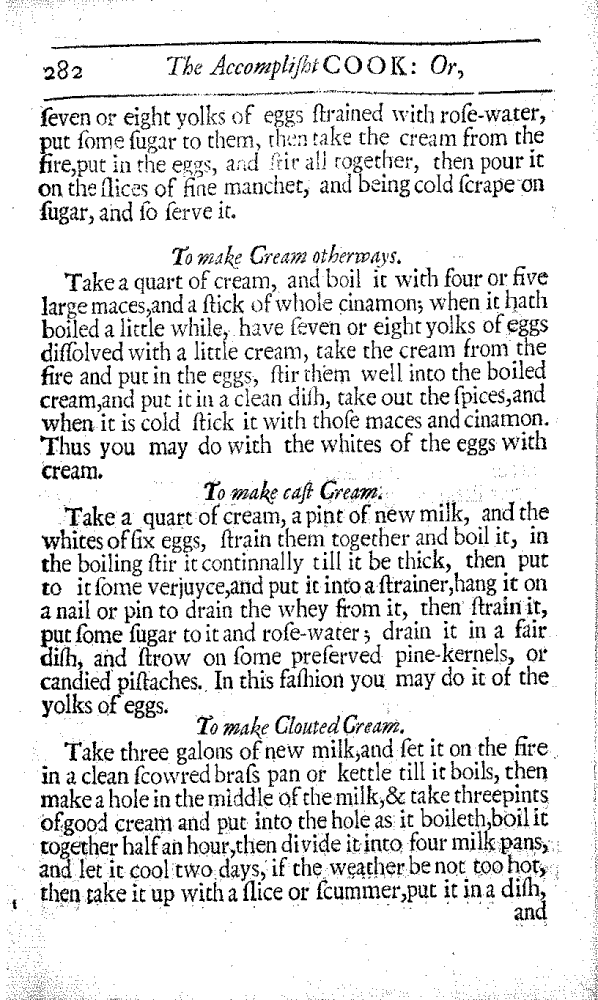 282 The Accompliſht COOK: Or,
ſeven or eight yolks of eggs ſtrained with roſe-water,
put ſome ſugar to them, then take the cream from the
fire,put in the eggs, and ſtir all together, then pour it
on the ſlices of fine manchet, and being cold ſcrape on
ſugar, and ſo ſerve it.
To make Cream otherways.
Take a quart of cream, and boil it with four or five
large maces,and a ſtick of whole cinamon; when it hath
boiled a little while, have ſeven or eight yolks of eggs
diſſolved with a little cream, take the cream from the
fire and put in the eggs, ſtir them well into the boiled
cream,and put it in a clean diſh, take out the ſpices,and
when it is cold ſtick it with thoſe maces and cinamon.
Thus you may do with the whites of the eggs with
cream.
To make caſt Cream.
Take a quart of cream, a pint of new milk, and the
whites of ſix eggs, ſtrain them together and boil it, in
the boiling ſtir it continnally till it be thick, then put
to it ſome verjuyce,and put it into a ſtrainer,hang it on
a nail or pin to drain the whey from it, then ſtrain it,
put ſome ſugar to it and roſe-water; drain it in a fair
diſh, and ſtrow on ſome preſerved pine-kernels, or
candied piſtaches. In this faſhion you may do it of the
yolks of eggs.
To make Clouted Cream.
Take three galons of new milk,and ſet it on the fire
in a clean ſcowred braſs pan or kettle till it boils, then
make a hole in the middle of the milk,& take three pints
of good cream and put into the hole as it boileth,boil it
together half an hour,then divide it into four milk pans,
and let it cool two days, if the weather be not too hot,
then take it up with a ſlice or ſcummer,put it in a diſh,
and